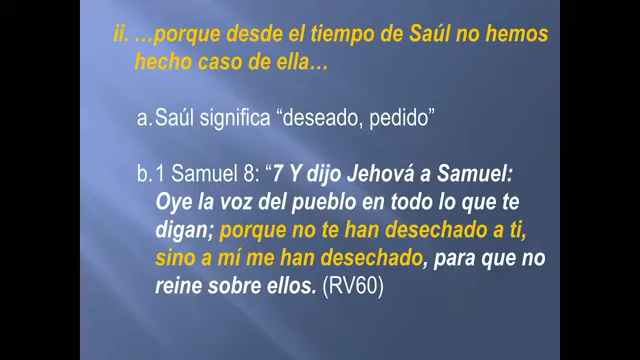 ii. …porque desde el tiempo de Saúl no hemos
hecho caso de ella…
a. Saúl significa “deseado, pedido”
b. 1 Samuel 8: “7 Y dijo Jehová a Samuel:
Oye la voz del pueblo en todo lo que te
digan; porque no te han desechado a ti,
sino a mí me han desechado, para que no
reine sobre ellos. (RV60)